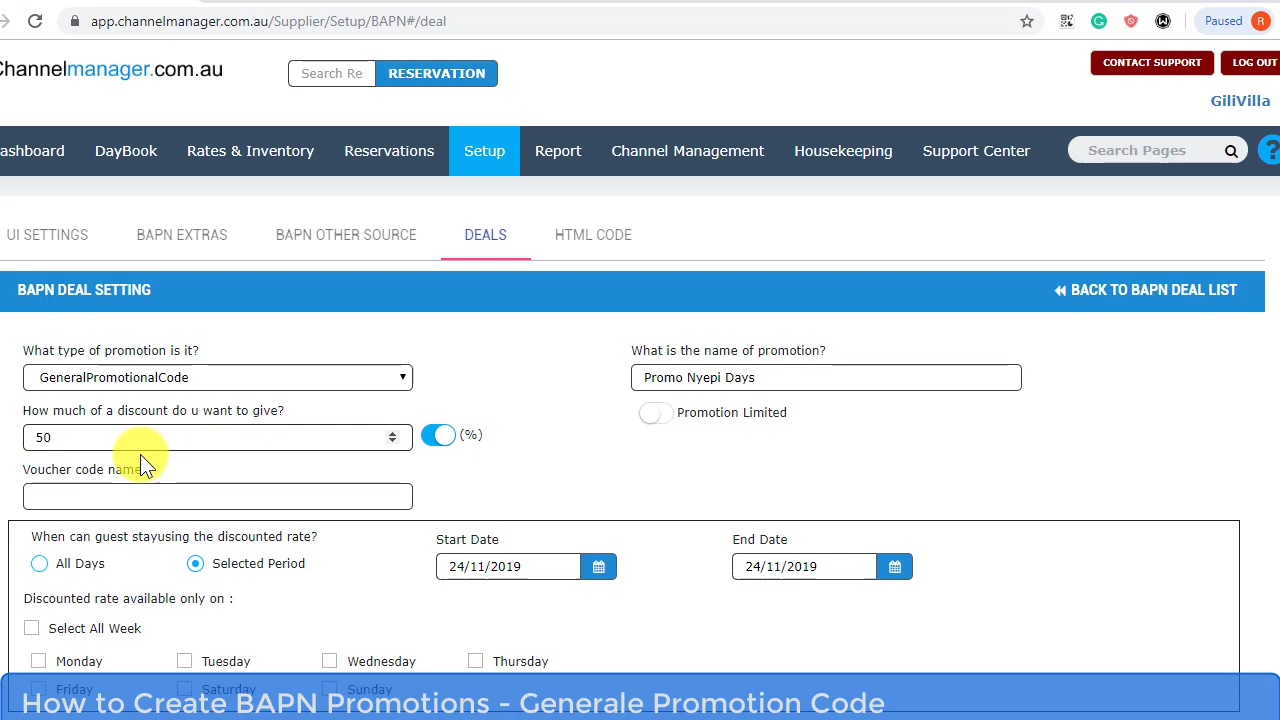 app.channelmanager.com.au/Supplier/Setup/BAPN#/deal
Paused R
Channelmanager.com.au
Search Re RESERVATION
CONTACT SUPPORT LOG OUT
GiliVilla
ashboard DayBook Rates & Inventory Reservations Setup Report Channel Management Housekeeping Support Center Search Pages ?
UI SETTINGS BAPN EXTRAS BAPN OTHER SOURCE DEALS HTML CODE
BAPN DEAL SETTING BACK TO BAPN DEAL LIST
What type of promotion is it? What is the name of promotion?
GeneralPromotionalCode Promo Nyepi Days
How much of a discount do u want to give? Promotion Limited
50 (%)
Voucher code name
When can guest stayusing the discounted rate? Start Date End Date
All Days Selected Period 24/11/2019 24/11/2019
Discounted rate available only on :
Select All Week
Monday Tuesday Wednesday Thursday
Friday Saturday Sunday
How to Create BAPN Promotions - Generale Promotion Code